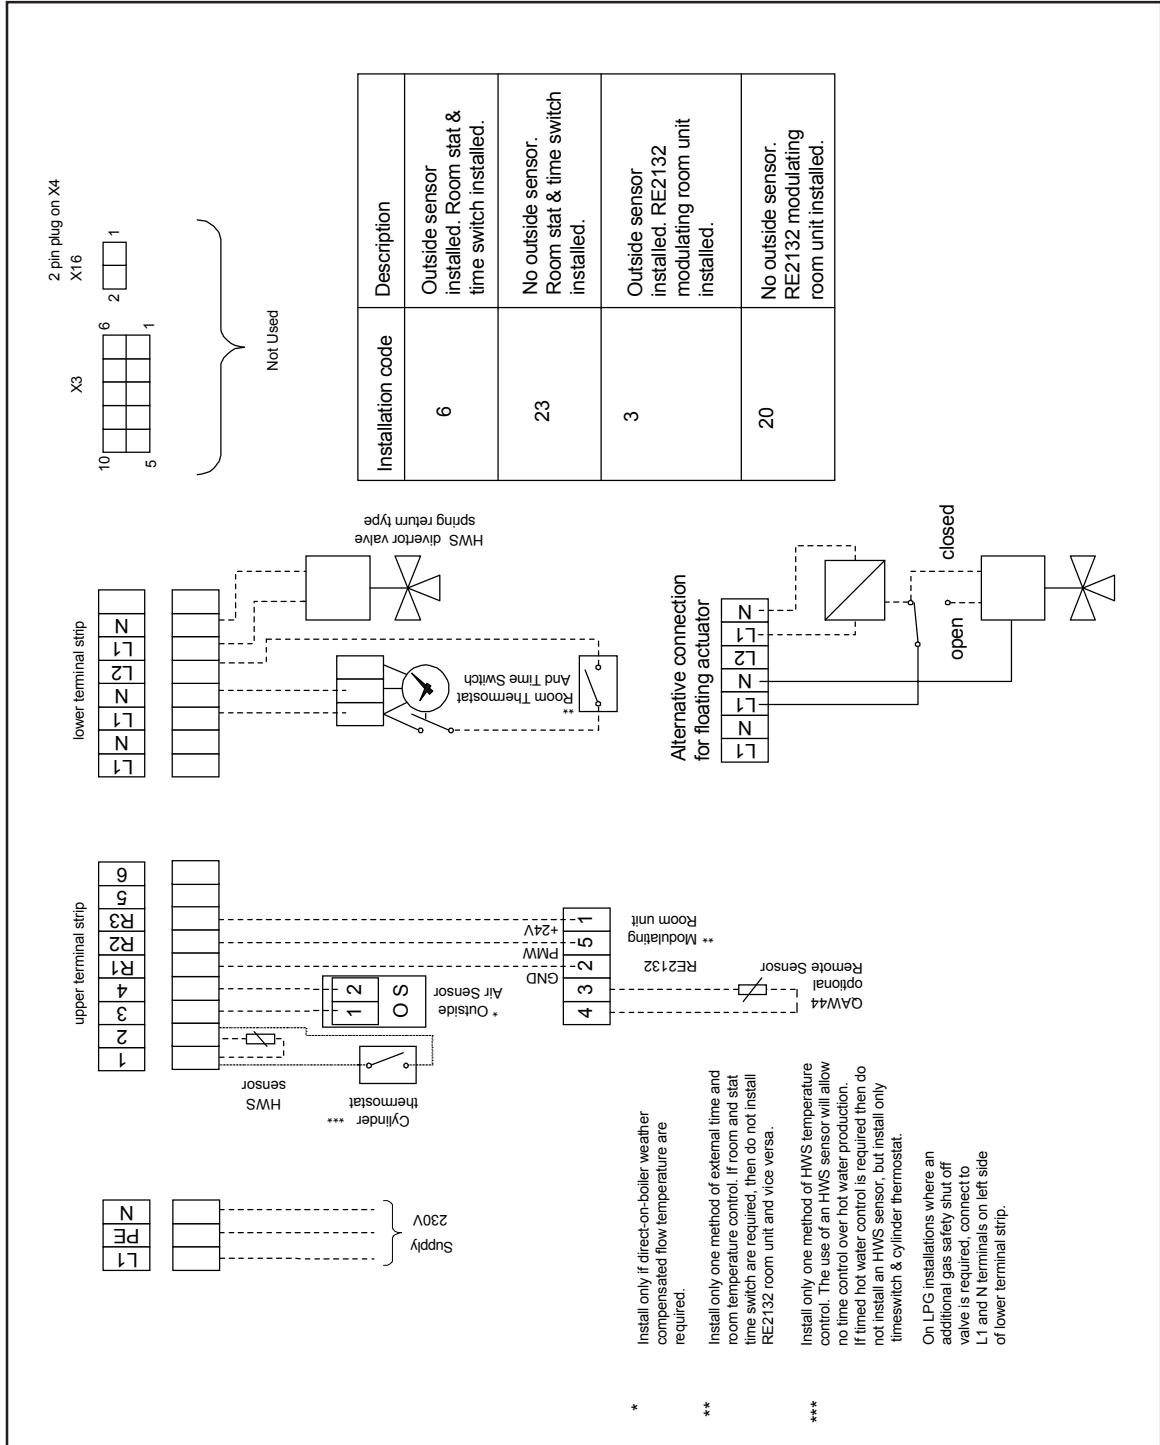 2 pin plug on X4
X3
X16
10
6
5
1
2
1
Not Used
Installation code
Description
6
Outside sensor
installed. Room stat &
time switch installed.
23
No outside sensor.
Room stat & time switch
installed.
3
Outside sensor
installed. RE2132
modulating room unit
installed.
20
No outside sensor.
RE2132 modulating
room unit installed.
lower terminal strip
L1
N
L1
N
L2
L1
N
HWS divertor valve
spring return type
**
Room Thermostat
And Time Switch
Alternative connection
for floating actuator
L1
N
L1
N
L2
L1
N
open
closed
upper terminal strip
1
2
3
4
R1
R2
R3
5
6
HWS
sensor
Cylinder ***
thermostat
1
2
O S
* Outside
Air Sensor
GND
PMW
+24V
4
3
2
5
1
RE2132
** Modulating
Room unit
QAW44
optional
Remote Sensor
L1
PE
N
Supply
230V
*
Install only if direct-on-boiler weather
compensated flow temperature are
required.
**
Install only one method of external time and
room temperature control. If room and stat
time switch are required, then do not install
RE2132 room unit and vice versa.
***
Install only one method of HWS temperature
control. The use of an HWS sensor will allow
no time control over hot water production.
If timed hot water control is required then do
not install an HWS sensor, but install only
timeswitch & cylinder thermostat.
On LPG installations where an
additional gas safety shut off
valve is required, connect to
L1 and N terminals on left side
of lower terminal strip.